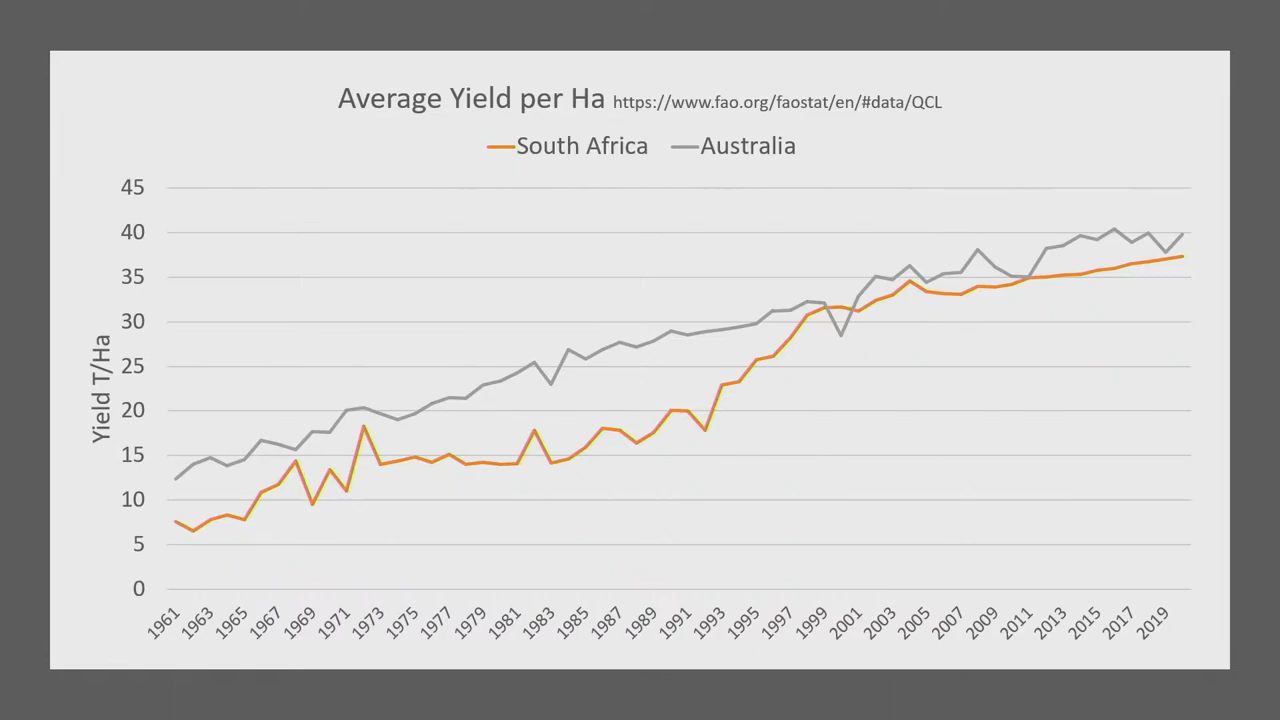 Average Yield per Ha https://www.fao.org/faostat/en/#data/QCL
South Africa Australia
45
40
35
30
25
20
15
10
5
0
Yield T/Ha
1961 1963 1965 1967 1969 1971 1973 1975 1977 1979 1981 1983 1985 1987 1989 1991 1993 1995 1997 1999 2001 2003 2005 2007 2009 2011 2013 2015 2017 2019